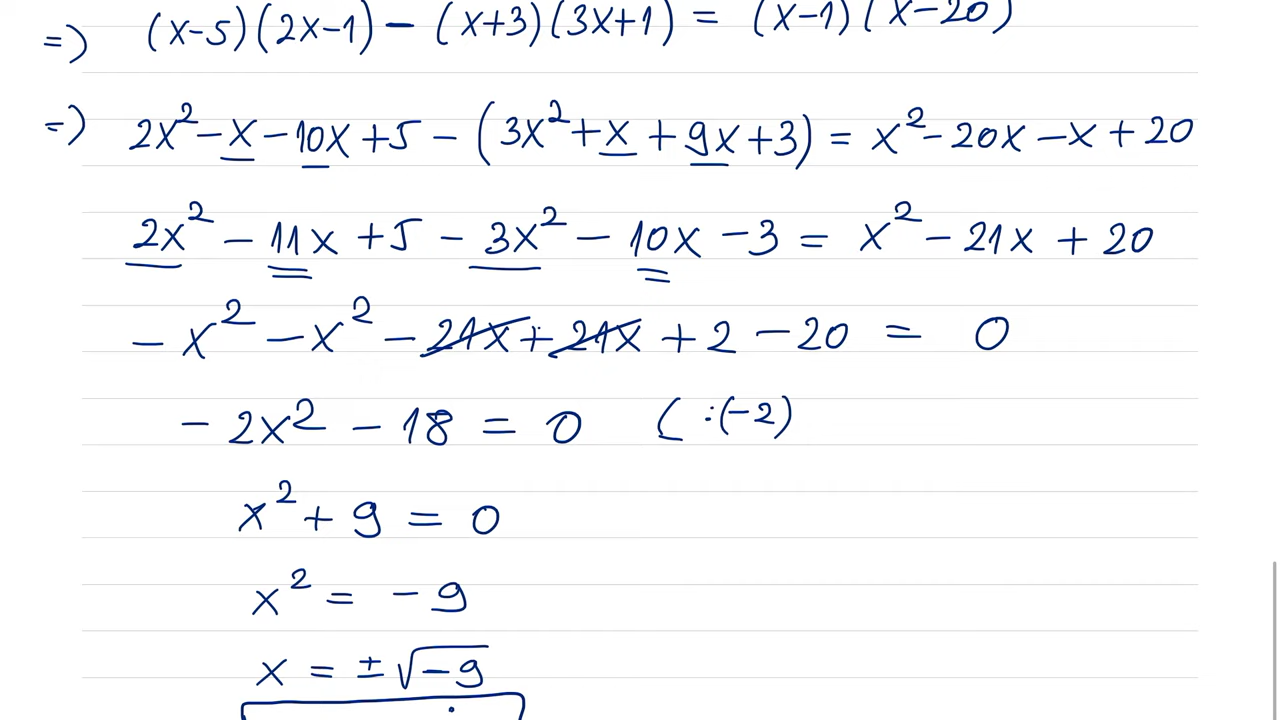 => (x-5)(2x-1) - (x+3)(3x+1) = (x-1)(x-20)
=> 2x² - x - 10x + 5 - (3x² + x + 9x + 3) = x² - 20x - x + 20
2x² - 11x + 5 - 3x² - 10x - 3 = x² - 21x + 20
- x² - x² - 21x + 21x + 2 - 20 = 0
- 2x² - 18 = 0 ( :(-2)
x² + 9 = 0
x² = - 9
x = ± √-9